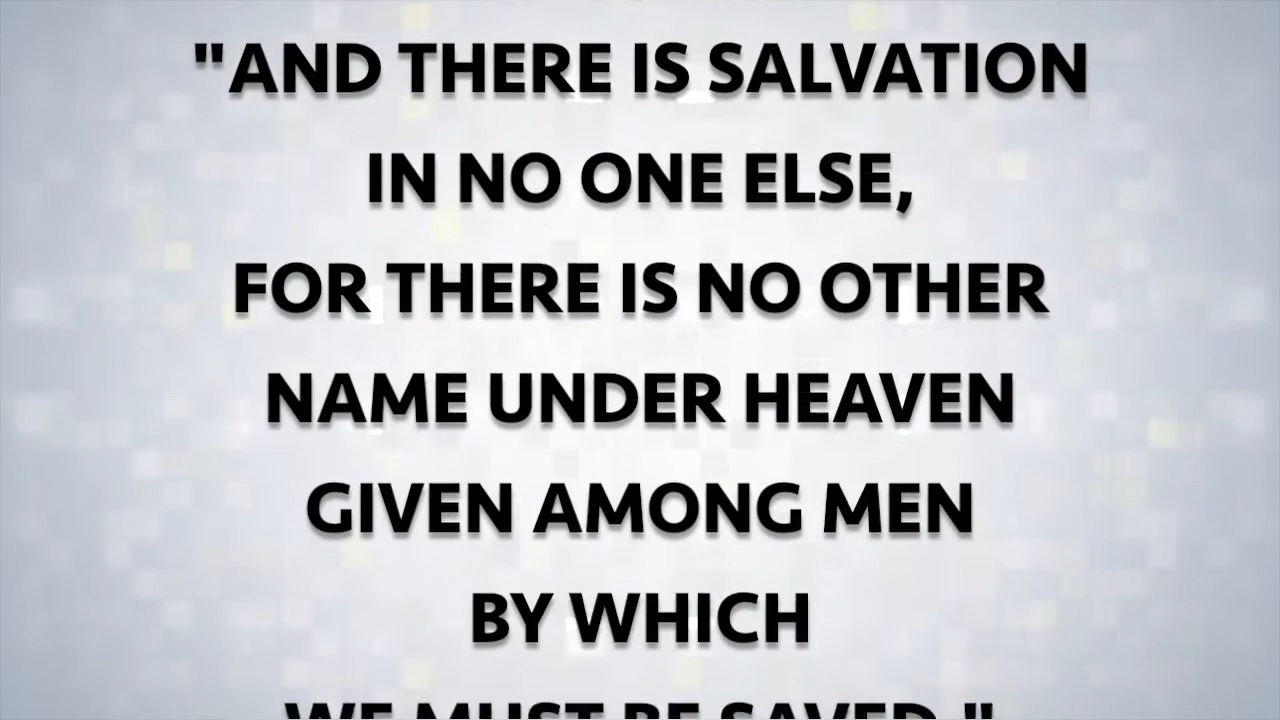 "AND THERE IS SALVATION
IN NO ONE ELSE,
FOR THERE IS NO OTHER
NAME UNDER HEAVEN
GIVEN AMONG MEN
BY WHICH
WE MUST BE SAVED."